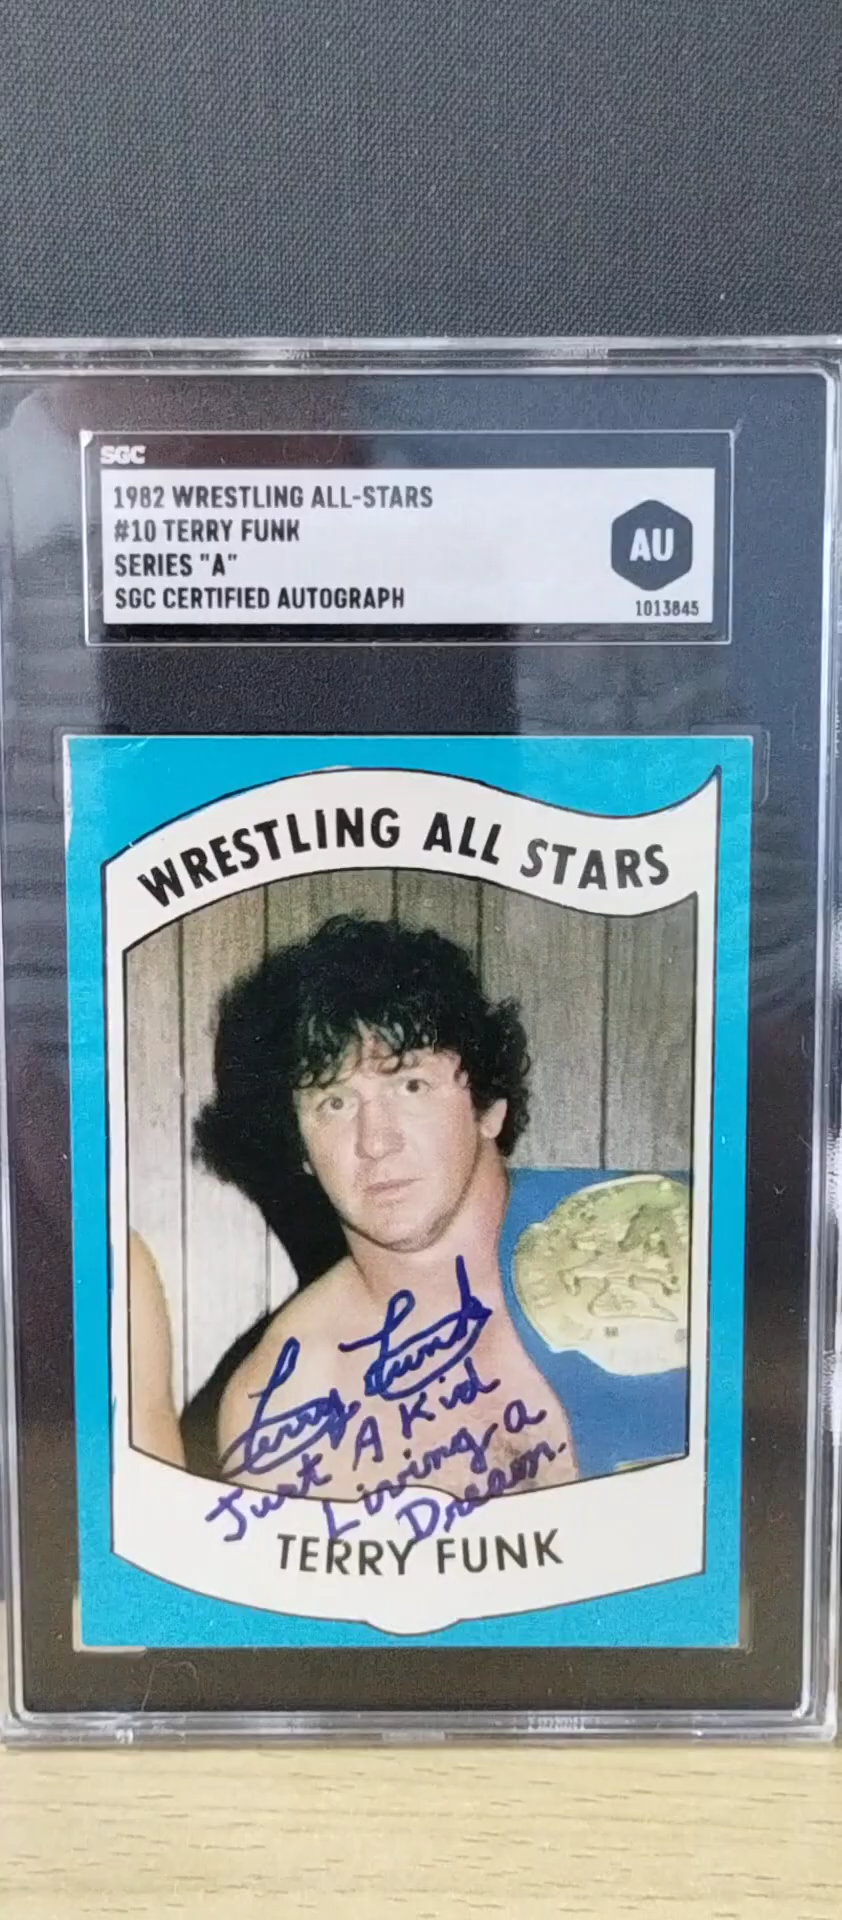 SGC
1982 WRESTLING ALL-STARS
#10 TERRY FUNK
SERIES "A"
SGC CERTIFIED AUTOGRAPH
AU
1013845
WRESTLING ALL STARS
Terry Funk
Just A Kid
Living a
Dream.
TERRY FUNK